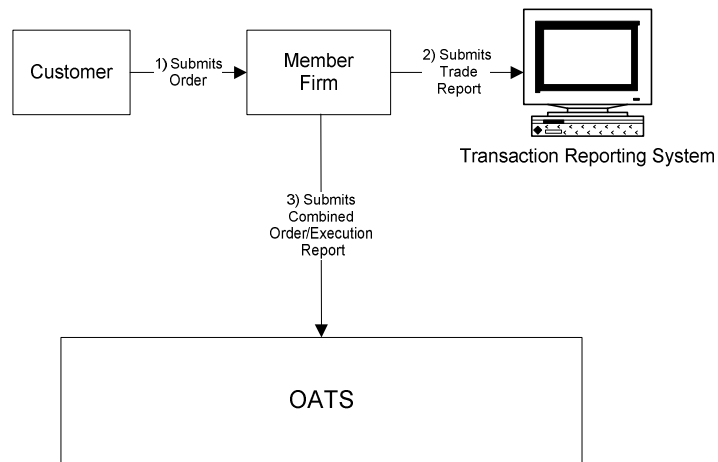 Customer
1) Submits
Order
Member
Firm
2) Submits
Trade
Report
Transaction Reporting System
3) Submits
Combined
Order/Execution
Report
OATS